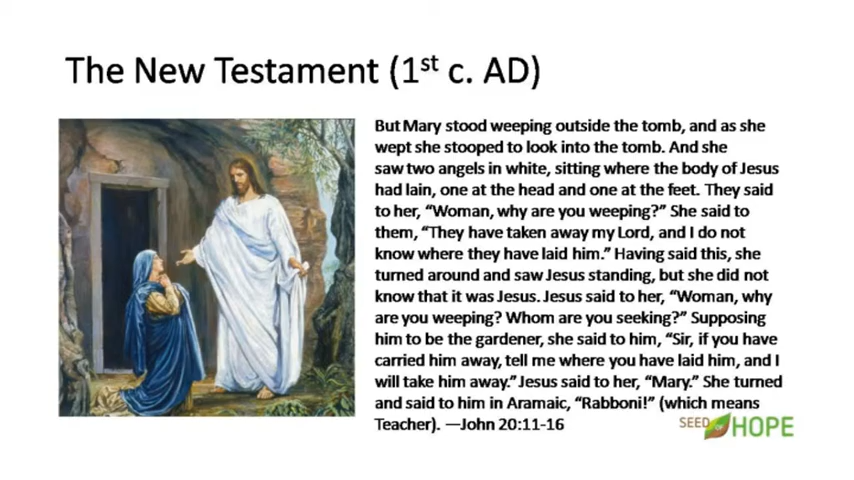 The New Testament (1st c. AD)
But Mary stood weeping outside the tomb, and as she
wept she stooped to look into the tomb. And she
saw two angels in white, sitting where the body of Jesus
had lain, one at the head and one at the feet. They said
to her, “Woman, why are you weeping?” She said to
them, “They have taken away my Lord, and I do not
know where they have laid him.” Having said this, she
turned around and saw Jesus standing, but she did not
know that it was Jesus. Jesus said to her, “Woman, why
are you weeping? Whom are you seeking?” Supposing
him to be the gardener, she said to him, “Sir, if you have
carried him away, tell me where you have laid him, and I
will take him away.” Jesus said to her, “Mary.” She turned
and said to him in Aramaic, “Rabboni!” (which means
Teacher). —John 20:11-16
SEED OF HOPE